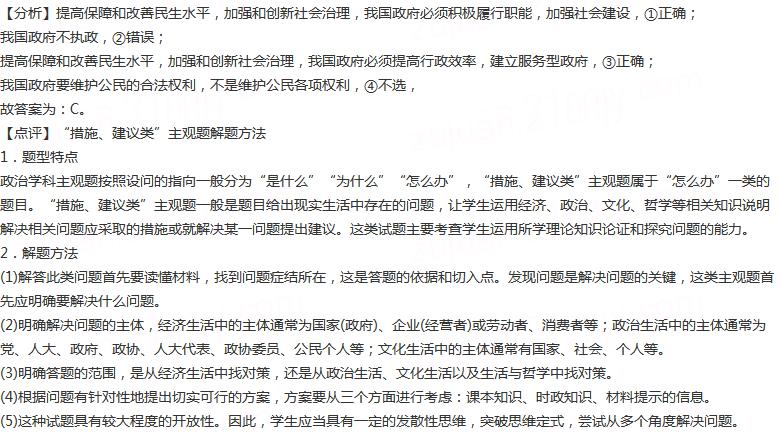 【分析】提高保障和改善民生水平，加强和创新社会治理，我国政府必须积极履行职能，加强社会建设，①正确；
我国政府不执政，②错误；
提高保障和改善民生水平，加强和创新社会治理，我国政府必须提高行政效率，建立服务型政府，③正确；
我国政府要维护公民的合法权利，不是维护公民各项权利，④不选，
故答案为：C。
【点评】“措施、建议类”主观题解题方法
1．题型特点
政治学科主观题按照设问的指向一般分为“是什么”“为什么”“怎么办”，“措施、建议类”主观题属于“怎么办”一类的
题目。“措施、建议类”主观题一般是题目给出现实生活中存在的问题，让学生运用经济、政治、文化、哲学等相关知识说明
解决相关问题应采取的措施或就解决某一问题提出建议。这类试题主要考查学生运用所学理论知识论证和探究问题的能力。
2．解题方法
(1)解答此类问题首先要读懂材料，找到问题症结所在，这是答题的依据和切入点。发现问题是解决问题的关键，这类主观题首
先应明确要解决什么问题。
(2)明确解决问题的主体，经济生活中的主体通常为国家(政府)、企业(经营者)或劳动者、消费者等；政治生活中的主体通常为
党、人大、政府、政协、人大代表、政协委员、公民个人等；文化生活中的主体通常有国家、社会、个人等。
(3)明确答题的范围，是从经济生活中找对策，还是从政治生活、文化生活以及生活与哲学中找对策。
(4)根据问题有针对性地提出切实可行的方案，方案要从三个方面进行考虑：课本知识、时政知识、材料提示的信息。
(5)这种试题具有较大程度的开放性。因此，学生应当具有一定的发散性思维，突破思维定式，尝试从多个角度解决问题。